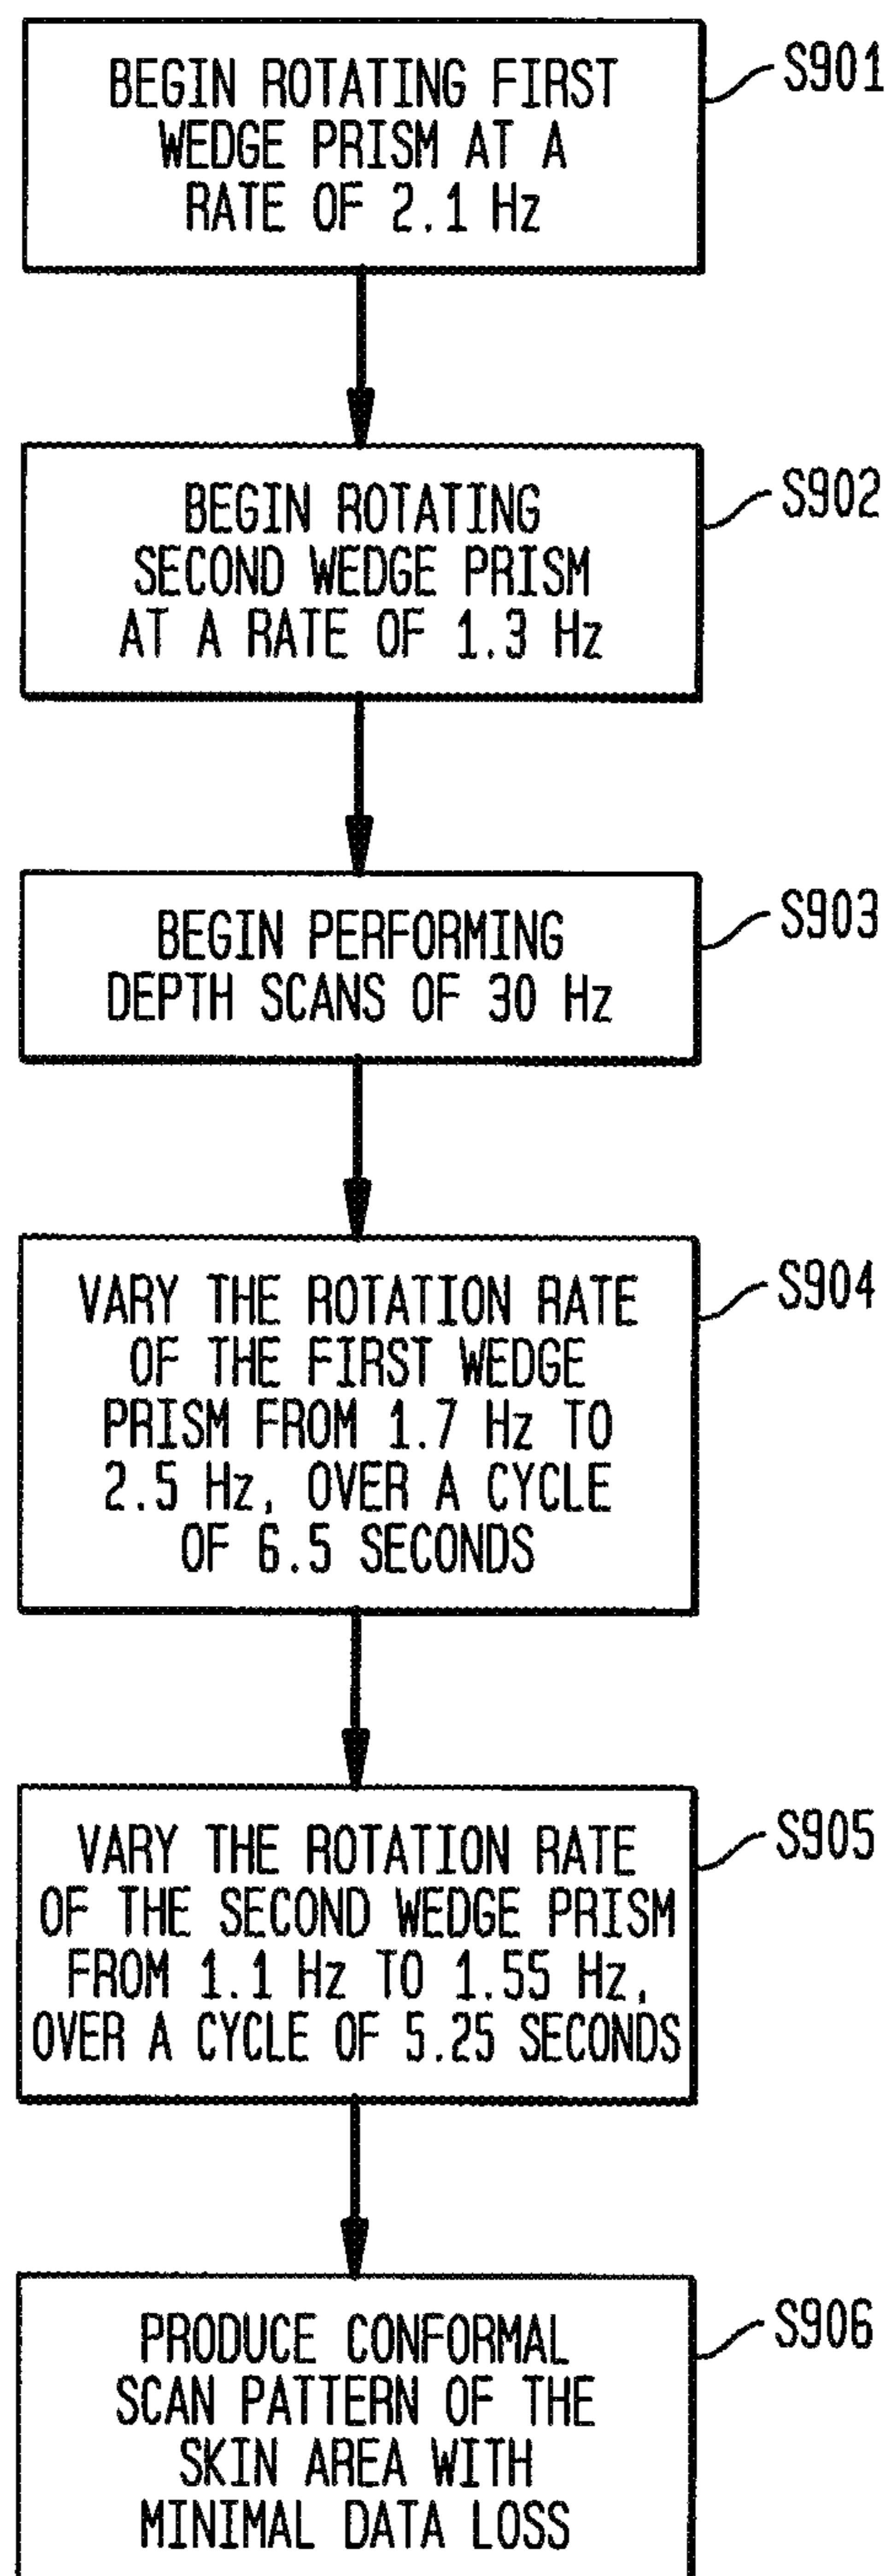 BEGIN ROTATING FIRST
WEDGE PRISM AT A
RATE OF 2.1 Hz
S901
BEGIN ROTATING
SECOND WEDGE PRISM
AT A RATE OF 1.3 Hz
S902
BEGIN PERFORMING
DEPTH SCANS OF 30 Hz
S903
VARY THE ROTATION RATE
OF THE FIRST WEDGE
PRISM FROM 1.7 Hz TO
2.5 Hz, OVER A CYCLE
OF 6.5 SECONDS
S904
VARY THE ROTATION RATE
OF THE SECOND WEDGE PRISM
FROM 1.1 Hz TO 1.55 Hz,
OVER A CYCLE OF 5.25 SECONDS
S905
PRODUCE CONFORMAL
SCAN PATTERN OF THE
SKIN AREA WITH
MINIMAL DATA LOSS
S906